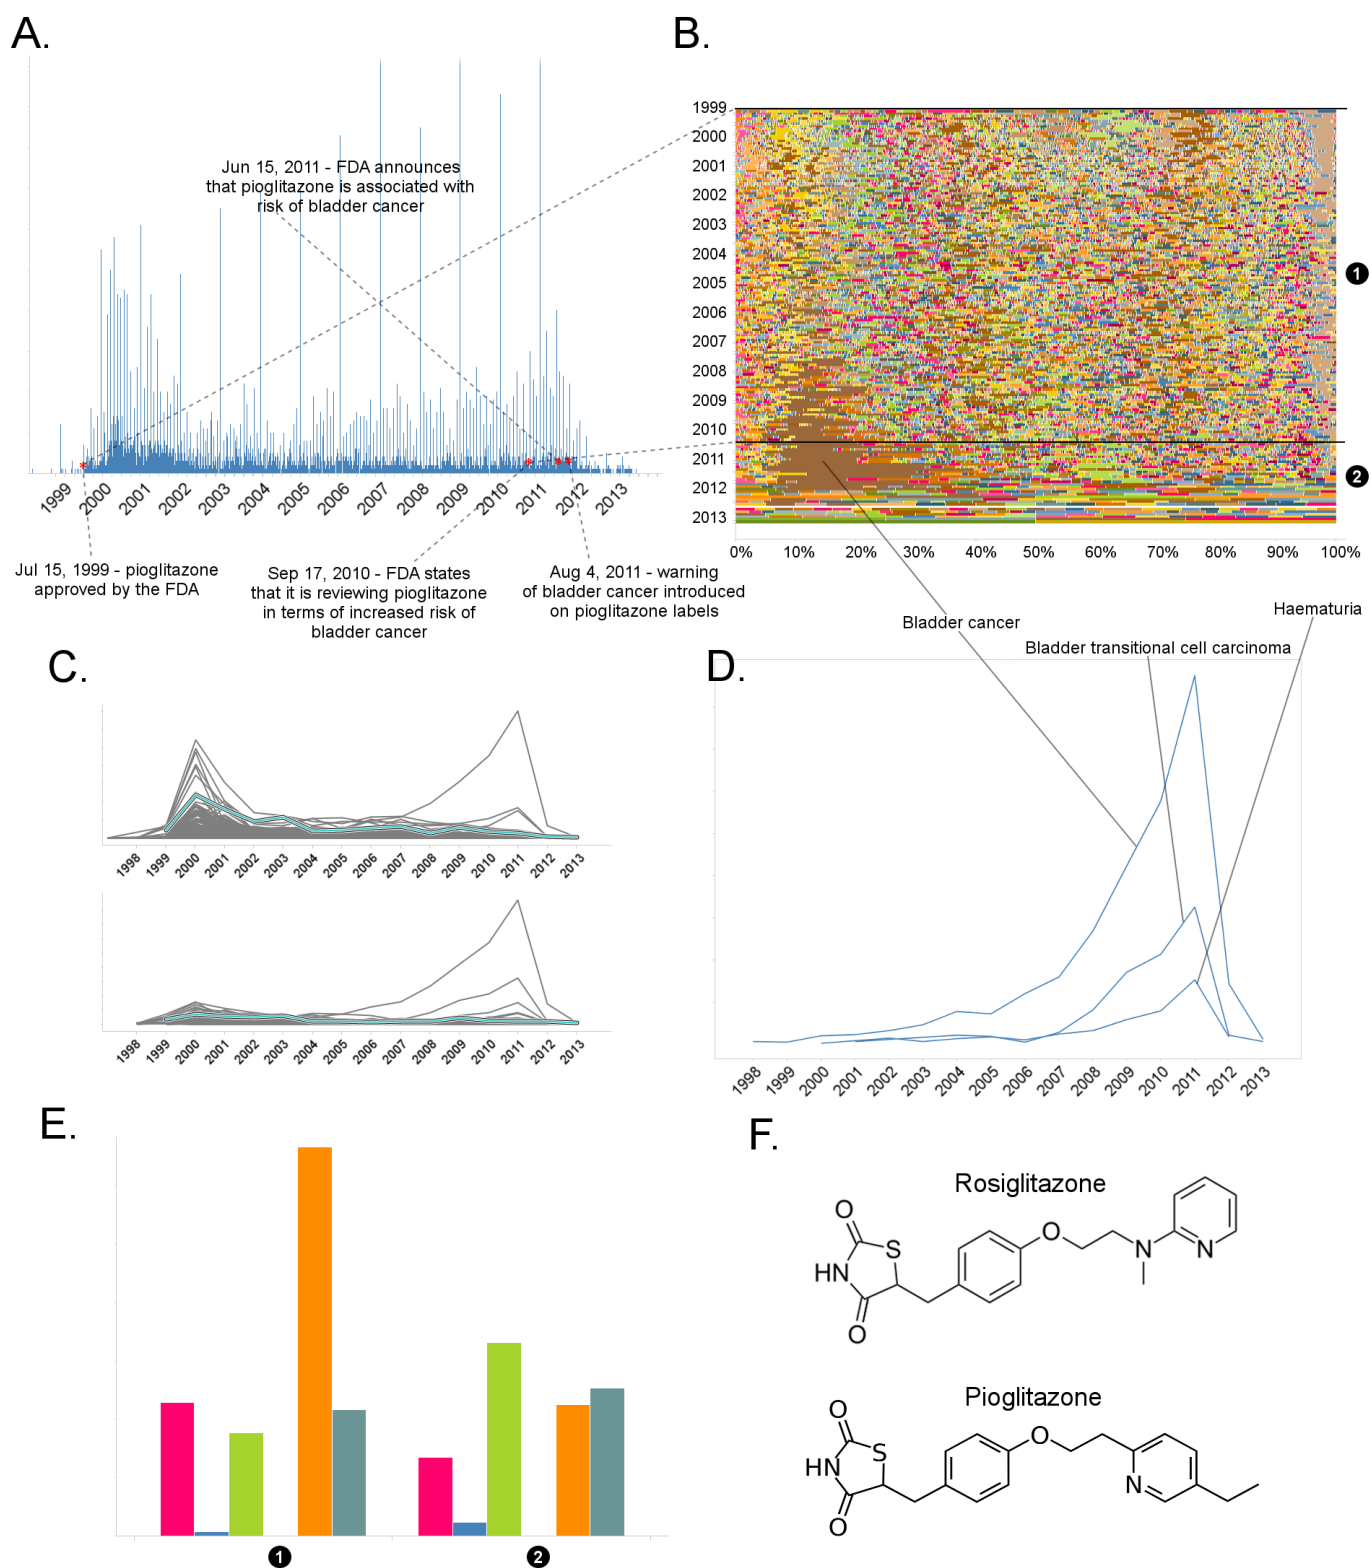 A.
Jun 15, 2011 - FDA announces
that pioglitazone is associated with
risk of bladder cancer
1999
2000
2001
2002
2003
2004
2005
2006
2007
2008
2009
2010
2011
2012
2013
Jul 15, 1999 - pioglitazone
approved by the FDA
Sep 17, 2010 - FDA states
that it is reviewing pioglitazone
in terms of increased risk of
bladder cancer
Aug 4, 2011 - warning
of bladder cancer introduced
on pioglitazone labels
B.
1999
2000
2001
2002
2003
2004
2005
2006
2007
2008
2009
2010
2011
2012
2013
1
2
0%
10%
20%
30%
40%
50%
60%
70%
80%
90%
100%
C.
1998
1999
2000
2001
2002
2003
2004
2005
2006
2007
2008
2009
2010
2011
2012
2013
1998
1999
2000
2001
2002
2003
2004
2005
2006
2007
2008
2009
2010
2011
2012
2013
D.
Bladder cancer
Bladder transitional cell carcinoma
Haematuria
1998
1999
2000
2001
2002
2003
2004
2005
2006
2007
2008
2009
2010
2011
2012
2013
E.
1
2
F.
Rosiglitazone
O
S
HN
O
O
N
N
Pioglitazone
O
S
HN
O
O
N